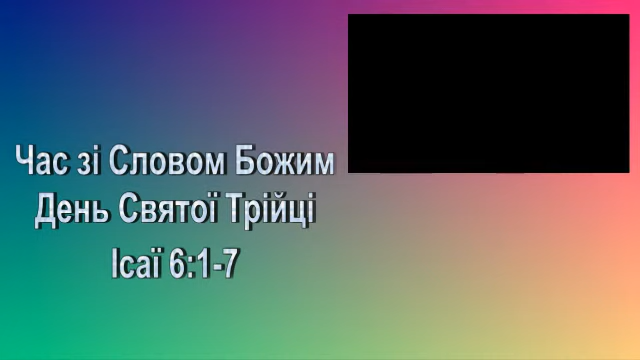 Час зі Словом Божим
День Святої Трійці
Ісаї 6:1-7